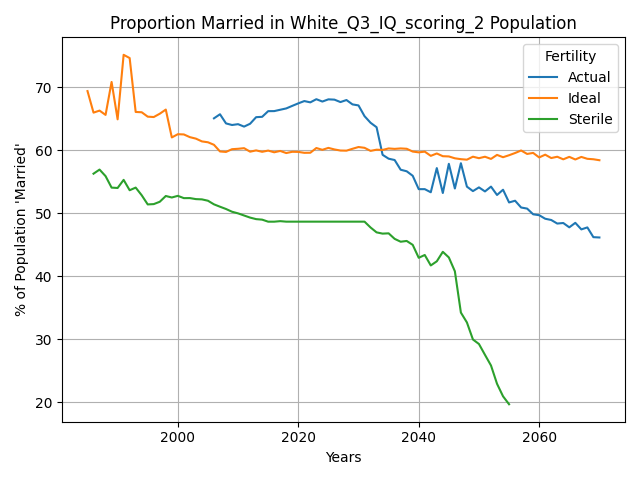 Proportion Married in White_Q3_IQ_scoring_2 Population
Fertility
Actual
Ideal
Sterile
% of Population 'Married'
70
60
50
40
30
20
2000
2020
2040
2060
Years